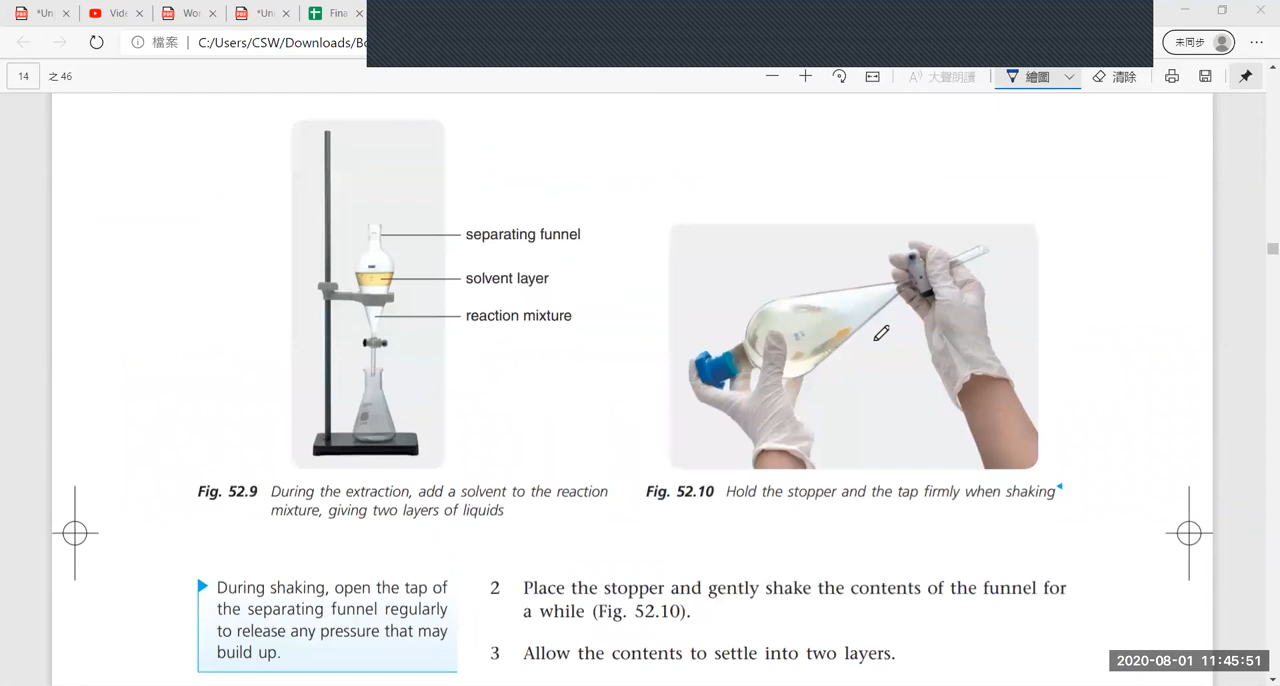 *Un
Vide
Wor
*Un
Fina
檔案
C:/Users/CSW/Downloads/Bo
未同步
14
之 46
大聲朗讀
繪圖
清除
separating funnel
solvent layer
reaction mixture
Fig. 52.9 During the extraction, add a solvent to the reaction
mixture, giving two layers of liquids
Fig. 52.10 Hold the stopper and the tap firmly when shaking
During shaking, open the tap of
the separating funnel regularly
to release any pressure that may
build up.
2 Place the stopper and gently shake the contents of the funnel for
a while (Fig. 52.10).
3 Allow the contents to settle into two layers.
2020-08-01 11:45:51